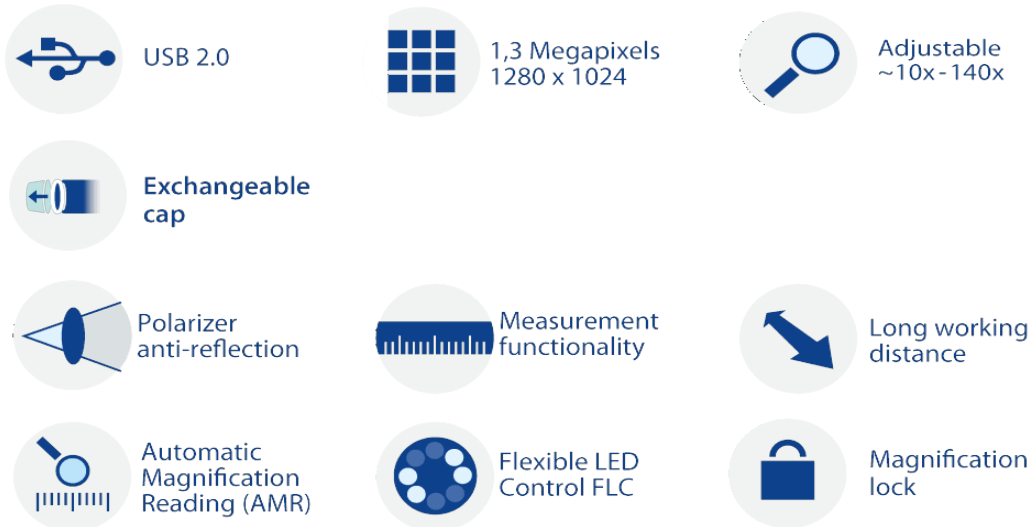 USB 2.0
1,3 Megapixels
1280 x 1024
Adjustable
~10x-140x
Exchangeable
cap
Polarizer
anti-reflection
Measurement
functionality
Long working
distance
Automatic
Magnification
Reading (AMR)
Flexible LED
Control FLC
Magnification
lock